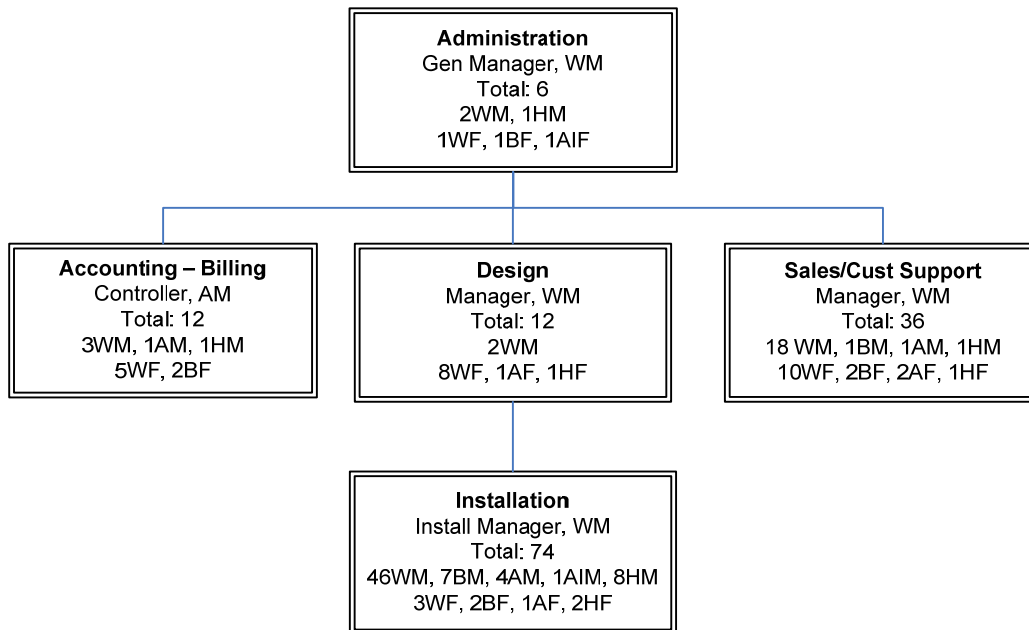 Administration
Gen Manager, WM
Total: 6
2WM, 1HM
1WF, 1BF, 1AIF
Accounting – Billing
Controller, AM
Total: 12
3WM, 1AM, 1HM
5WF, 2BF
Design
Manager, WM
Total: 12
2WM
8WF, 1AF, 1HF
Sales/Cust Support
Manager, WM
Total: 36
18 WM, 1BM, 1AM, 1HM
10WF, 2BF, 2AF, 1HF
Installation
Install Manager, WM
Total: 74
46WM, 7BM, 4AM, 1AIM, 8HM
3WF, 2BF, 1AF, 2HF